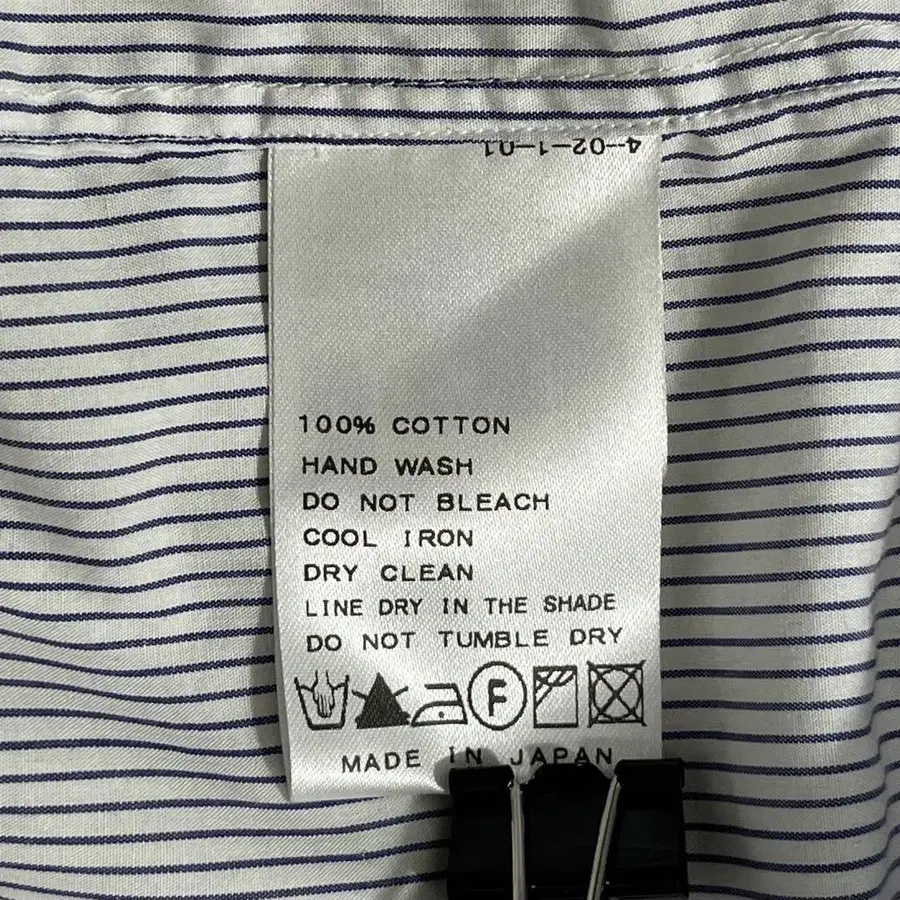 4-02-1-01
100% COTTON
HAND WASH
DO NOT BLEACH
COOL IRON
DRY CLEAN
LINE DRY IN THE SHADE
DO NOT TUMBLE DRY
F
MADE IN JAPAN